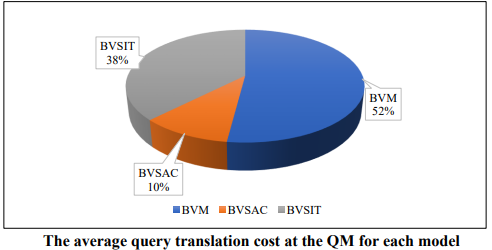 BVSIT
38%
BVM
52%
BVSAC
10%
BVM BVSAC BVSIT
The average query translation cost at the QM for each model